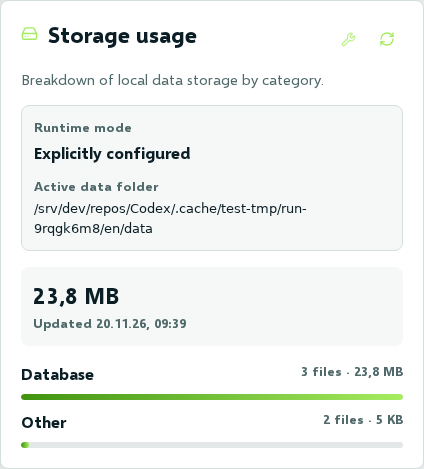 Storage usage
Breakdown of local data storage by category.
Runtime mode
Explicitly configured
Active data folder
/srv/dev/repos/Codex/.cache/test-tmp/run-
9rqgk6m8/en/data
23,8 MB
Updated 20.11.26, 09:39
Database 3 files · 23,8 MB
Other 2 files · 5 KB